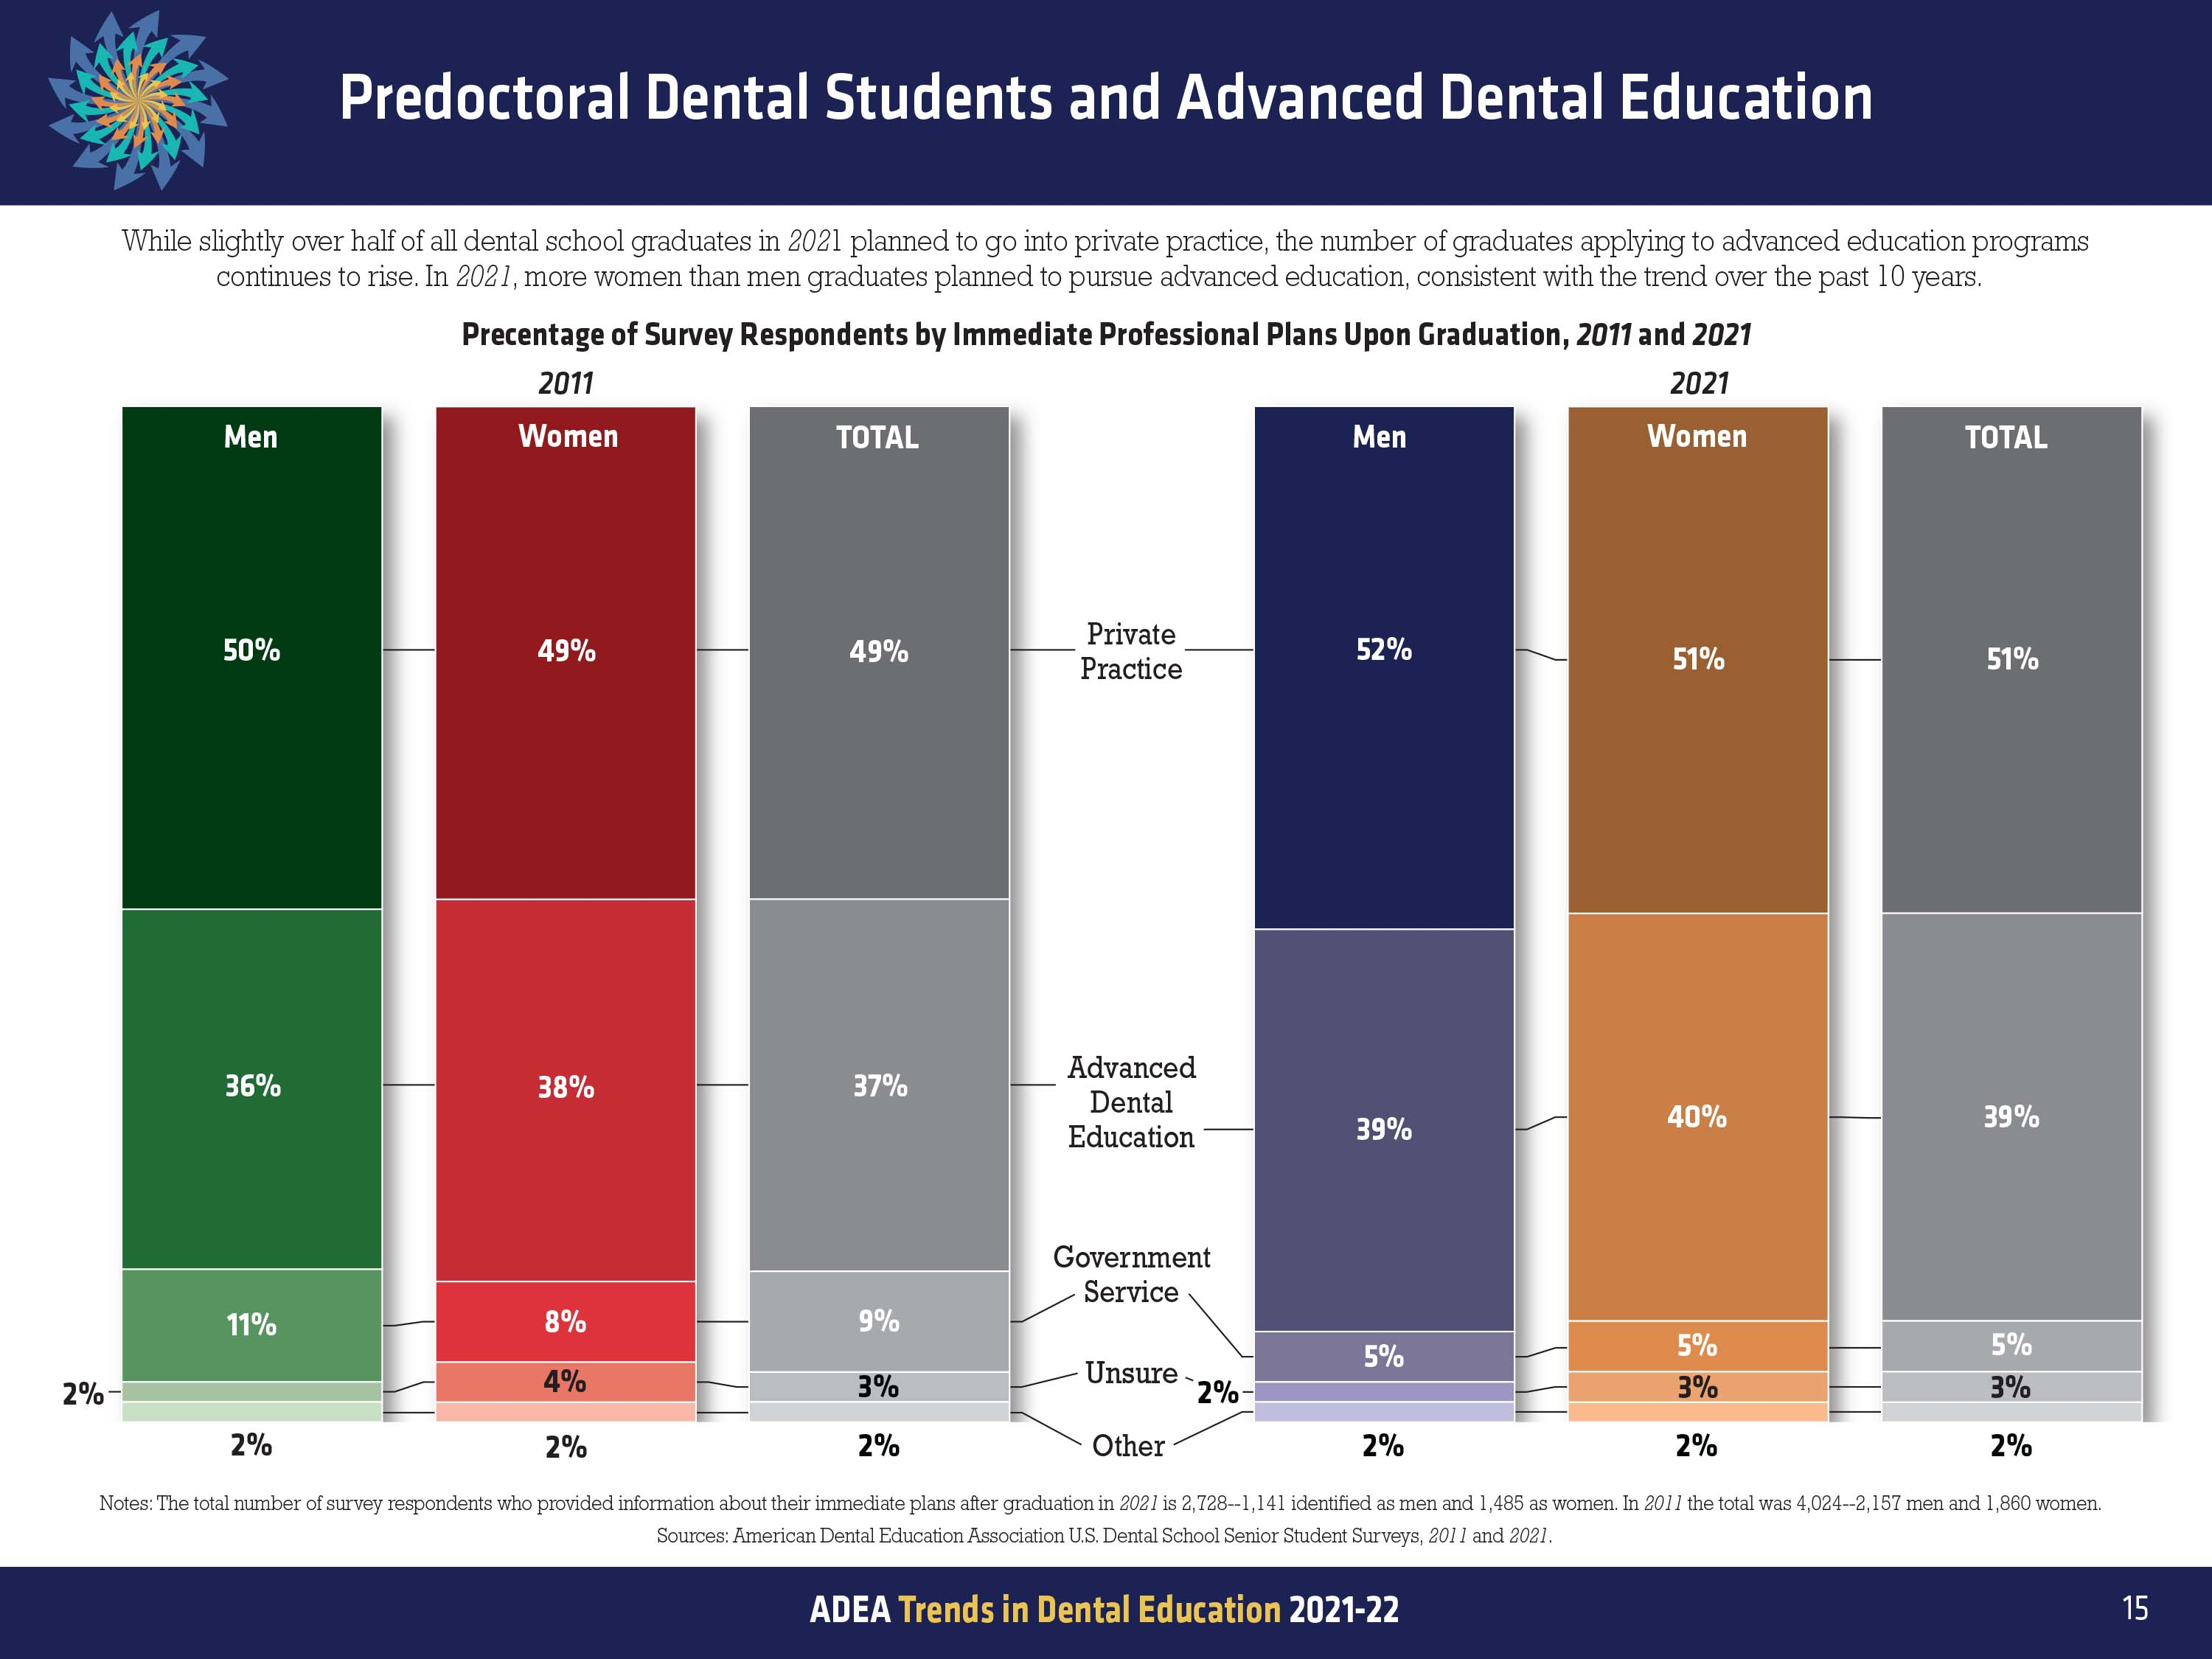 Predoctoral Dental Students and Advanced Dental Education
While slightly over half of all dental school graduates in 2021 planned to go into private practice, the number of graduates applying to advanced education programs
continues to rise. In 2021, more women than men graduates planned to pursue advanced education, consistent with the trend over the past 10 years.
Precentage of Survey Respondents by Immediate Professional Plans Upon Graduation, 2011 and 2021
2011
2021
Men
Women
TOTAL
Men
Women
TOTAL
50%
49%
49%
Private
Practice
52%
51%
51%
36%
38%
37%
Advanced
Dental
Education
39%
40%
39%
11%
8%
9%
Government
Service
5%
5%
5%
2%
4%
3%
Unsure
2%
3%
3%
2%
2%
2%
Other
2%
2%
2%
Notes: The total number of survey respondents who provided information about their immediate plans after graduation in 2021 is 2,728--1,141 identified as men and 1,485 as women. In 2011 the total was 4,024--2,157 men and 1,860 women.
Sources: American Dental Education Association U.S. Dental School Senior Student Surveys, 2011 and 2021.
ADEA Trends in Dental Education 2021-22
15